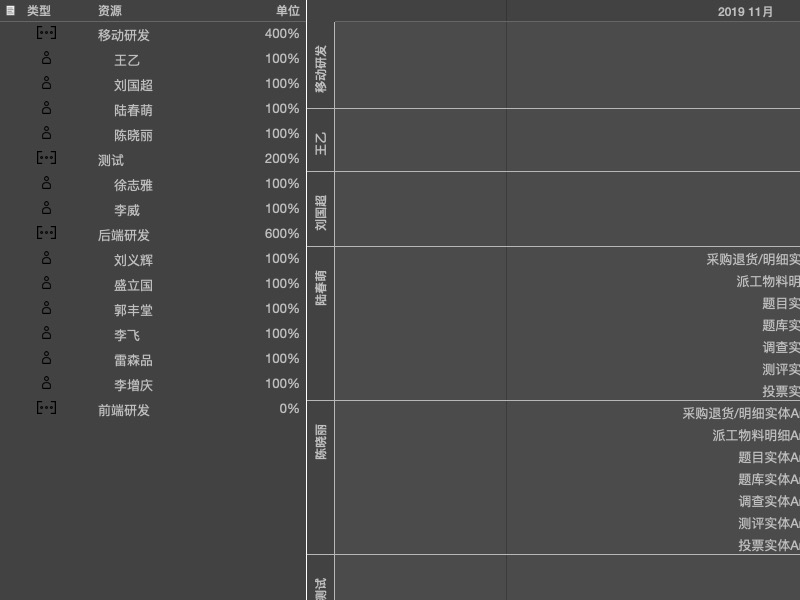 类型 资源 单位
移动研发 400%
王乙 100%
刘国超 100%
陆春萌 100%
陈晓丽 100%
测试 200%
徐志雅 100%
李威 100%
后端研发 600%
刘义辉 100%
盛立国 100%
郭丰堂 100%
李飞 100%
雷森品 100%
李增庆 100%
前端研发 0%
2019 11月
移动研发
王乙
刘国超
陆春萌
采购退货/明细实
派工物料明
题目实
题库实
调查实
测评实
投票实
陈晓丽
采购退货/明细实体A
派工物料明细A
题目实体A
题库实体A
调查实体A
测评实体A
投票实体A
测试